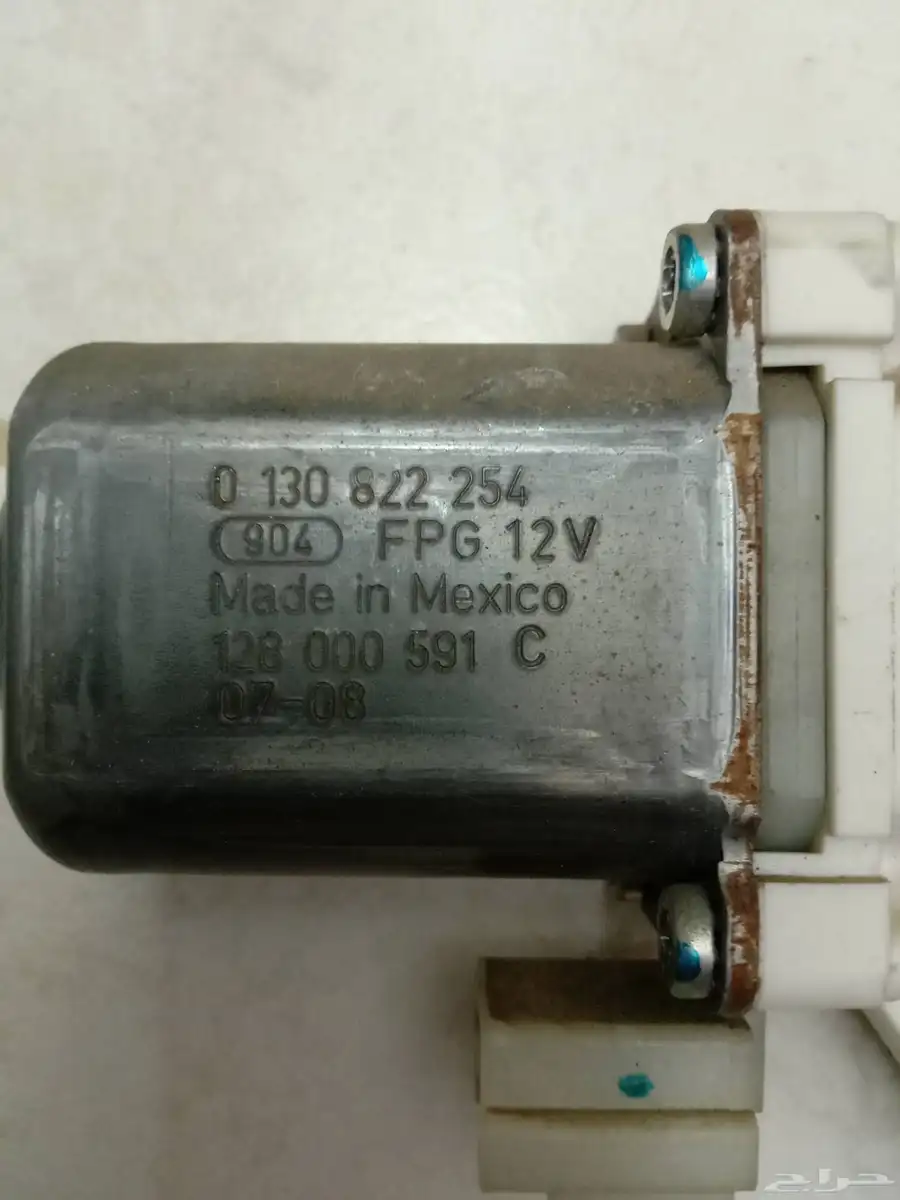 0 130 822 254
904 FPG 12V
Made in Mexico
128 000 591 C
07-08
حراج